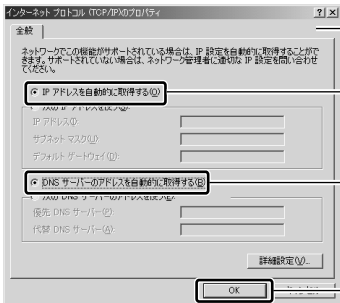 インターネット プロトコル (TCP/IP)のプロパティ
全般
ネットワークでこの機能がサポートされている場合は、IP 設定を自動的に取得することがで
きます。サポートされていない場合は、ネットワーク管理者に適切な IP 設定を問い合わせ
てください。
IP アドレスを自動的に取得する(O)
次の IP アドレスを使う(S):
IP アドレス(I):
サブネット マスク(U):
デフォルト ゲートウェイ(D):
DNS サーバーのアドレスを自動的に取得する(B)
次の DNS サーバーのアドレスを使う(E):
優先 DNS サーバー(P):
代替 DNS サーバー(A):
詳細設定(V)...
OK